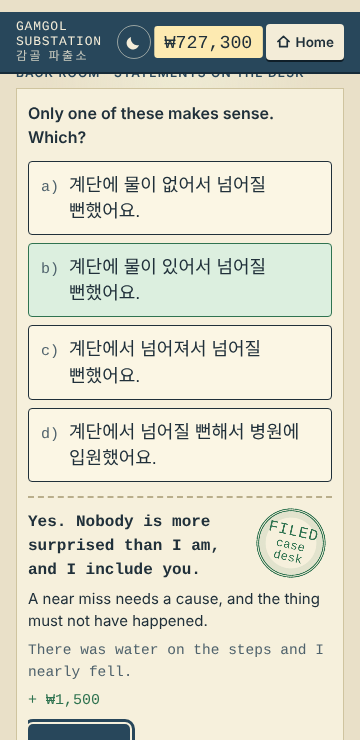 GAMGOL
SUBSTATION
감골 파출소
₩727,300
Home
BACK ROOM · STATEMENTS ON THE DESK
Only one of these makes sense.
Which?
a) 계단에 물이 없어서 넘어질
뻔했어요.
b) 계단에 물이 있어서 넘어질
뻔했어요.
c) 계단에서 넘어져서 넘어질
뻔했어요.
d) 계단에서 넘어질 뻔해서 병원에
입원했어요.
Yes. Nobody is more
surprised than I am,
and I include you.
FILED
case
desk
A near miss needs a cause, and the thing
must not have happened.
There was water on the steps and I
nearly fell.
+ ₩1,500